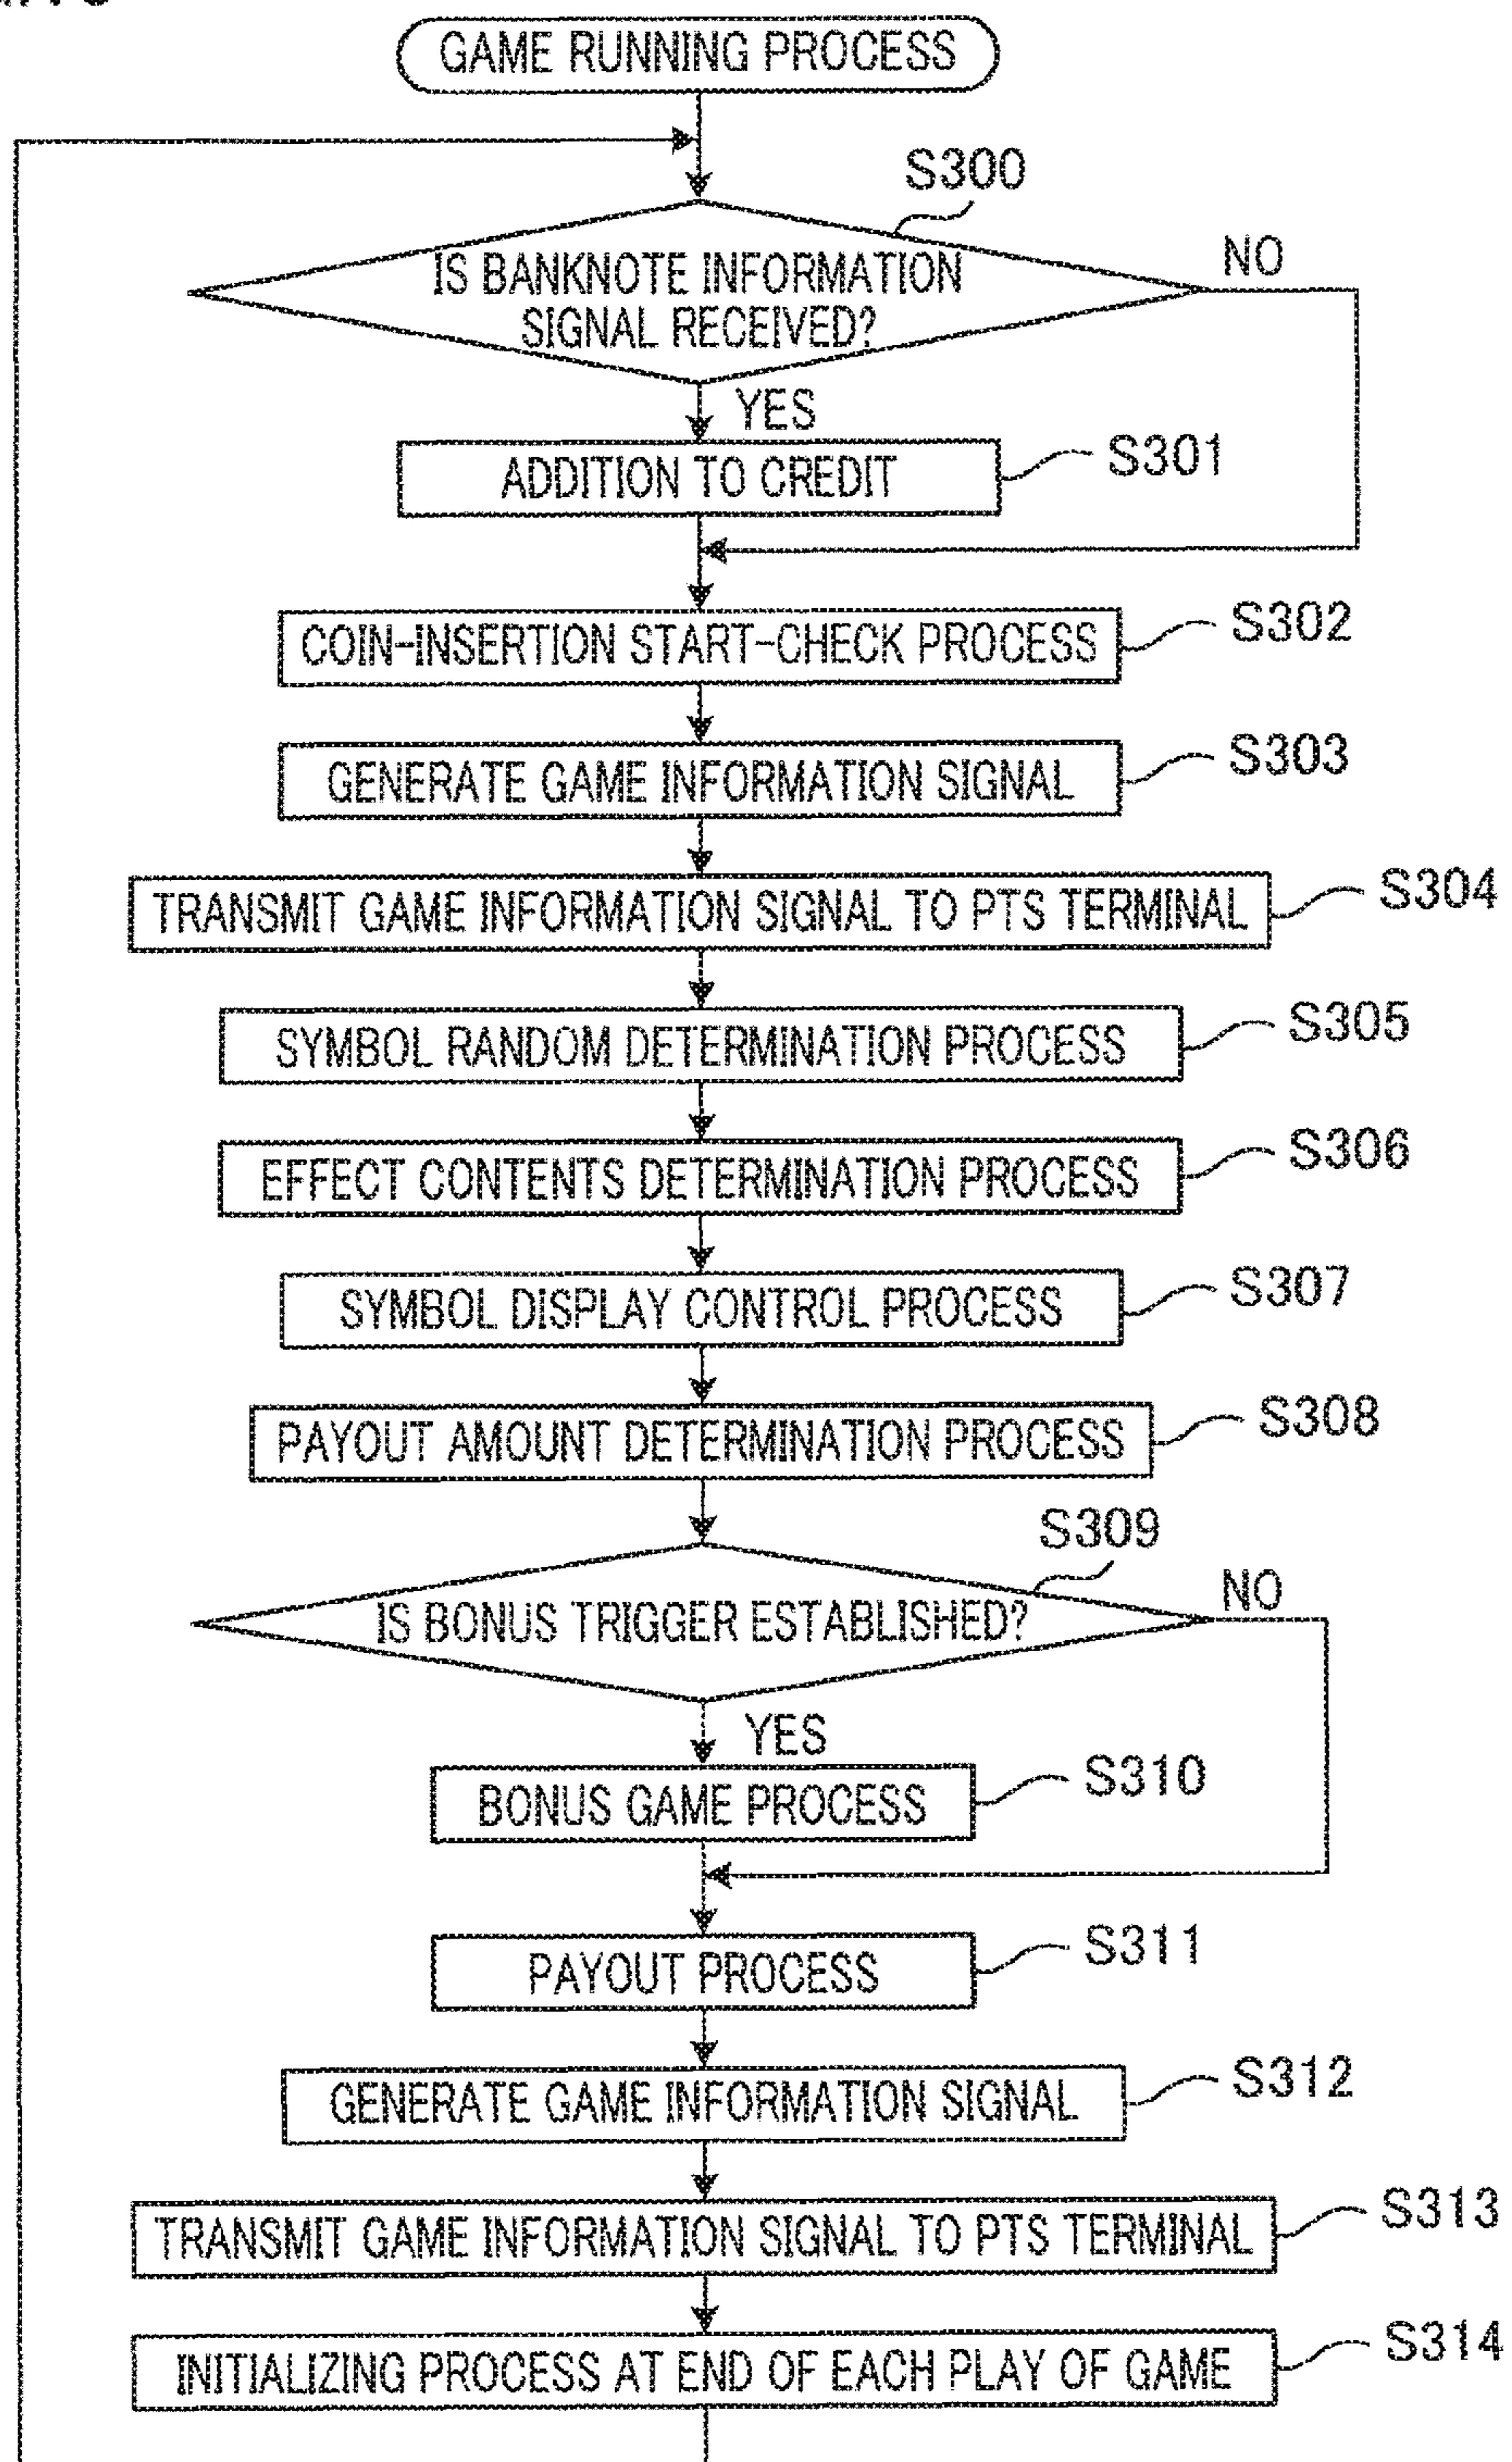 GAME RUNNING PROCESS
S300
IS BANKNOTE INFORMATION
SIGNAL RECEIVED?
NO
YES
ADDITION TO CREDIT
S301
COIN-INSERTION START-CHECK PROCESS
S302
GENERATE GAME INFORMATION SIGNAL
S303
TRANSMIT GAME INFORMATION SIGNAL TO PTS TERMINAL
S304
SYMBOL RANDOM DETERMINATION PROCESS
S305
EFFECT CONTENTS DETERMINATION PROCESS
S306
SYMBOL DISPLAY CONTROL PROCESS
S307
PAYOUT AMOUNT DETERMINATION PROCESS
S308
S309
IS BONUS TRIGGER ESTABLISHED?
NO
YES
BONUS GAME PROCESS
S310
PAYOUT PROCESS
S311
GENERATE GAME INFORMATION SIGNAL
S312
TRANSMIT GAME INFORMATION SIGNAL TO PTS TERMINAL
S313
INITIALIZING PROCESS AT END OF EACH PLAY OF GAME
S314